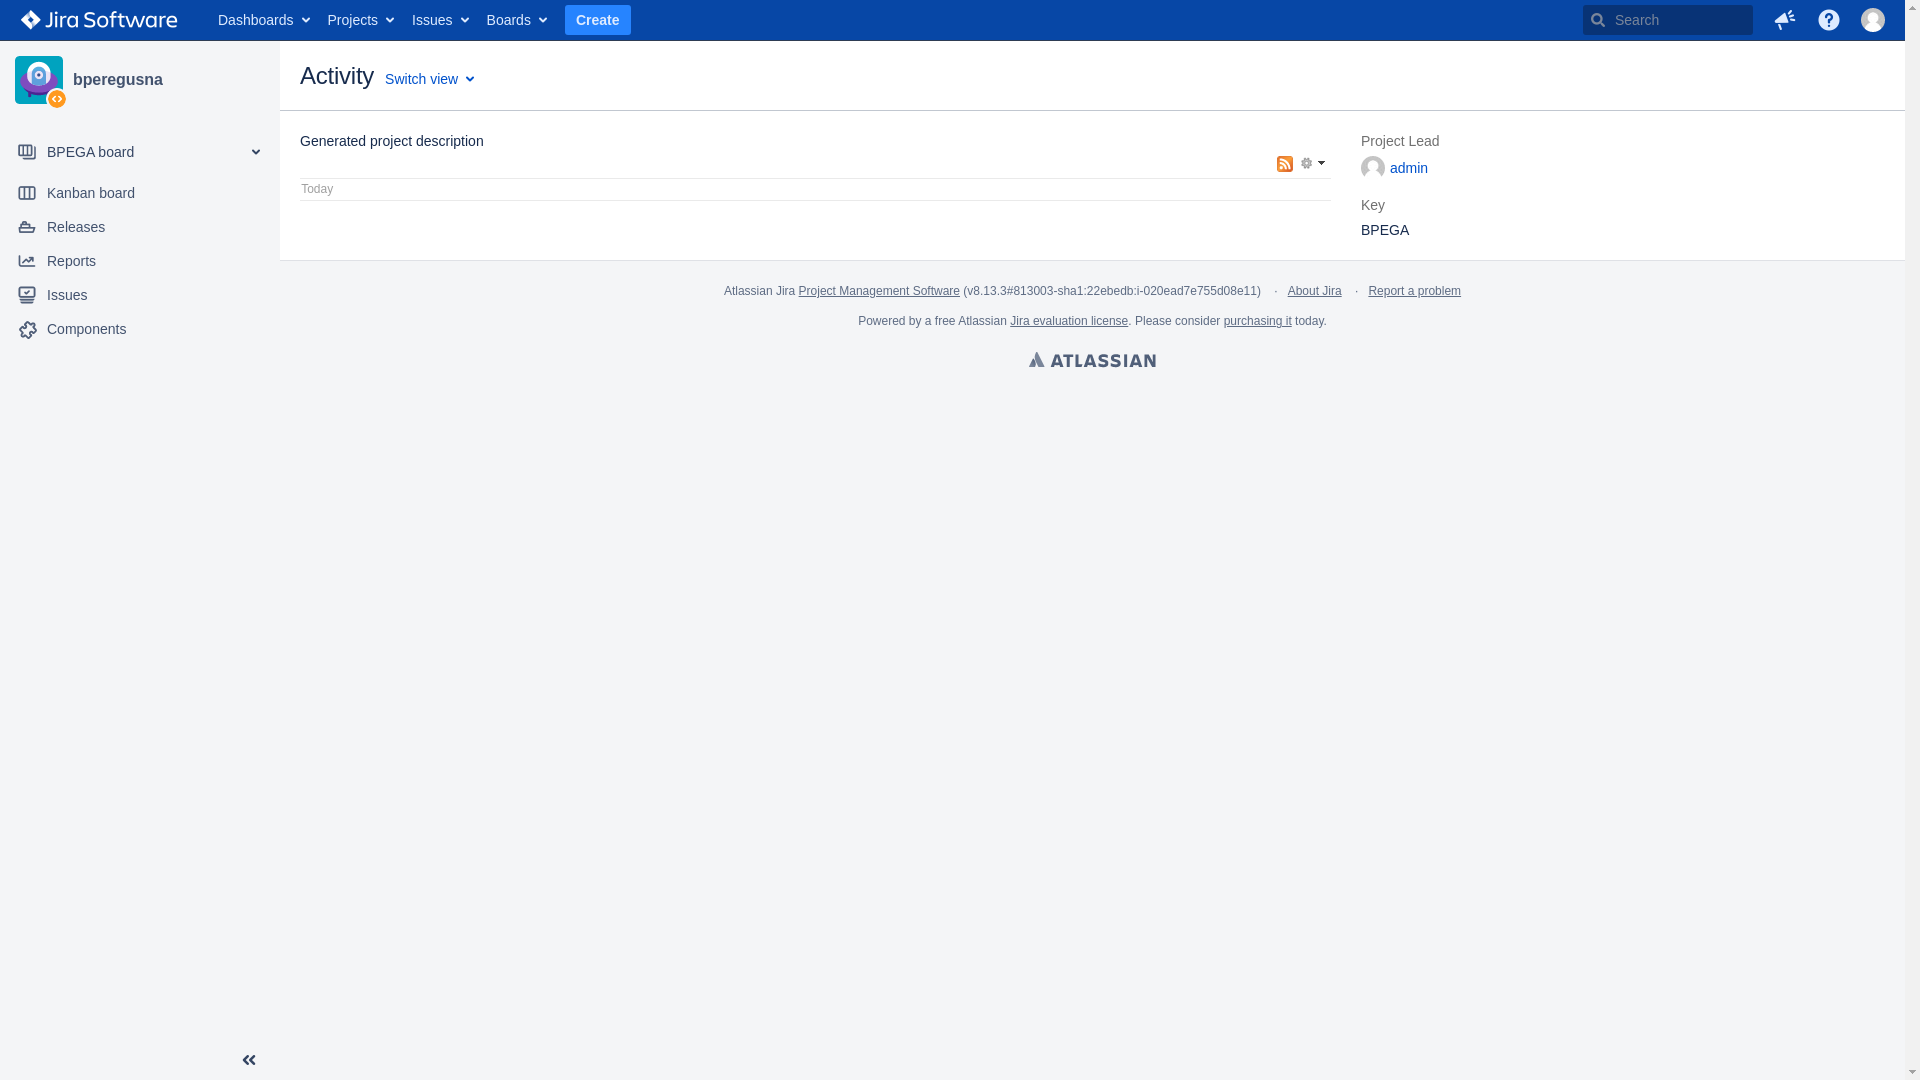 Jira Software Dashboards Projects Issues Boards Create Search
bperegusna
BPEGA board
Kanban board
Releases
Reports
Issues
Components
Activity Switch view
Generated project description
Today
Project Lead
admin
Key
BPEGA
Atlassian Jira Project Management Software (v8.13.3#813003-sha1:22ebedb:i-020ead7e755d08e11) · About Jira · Report a problem
Powered by a free Atlassian Jira evaluation license. Please consider purchasing it today.
ATLASSIAN